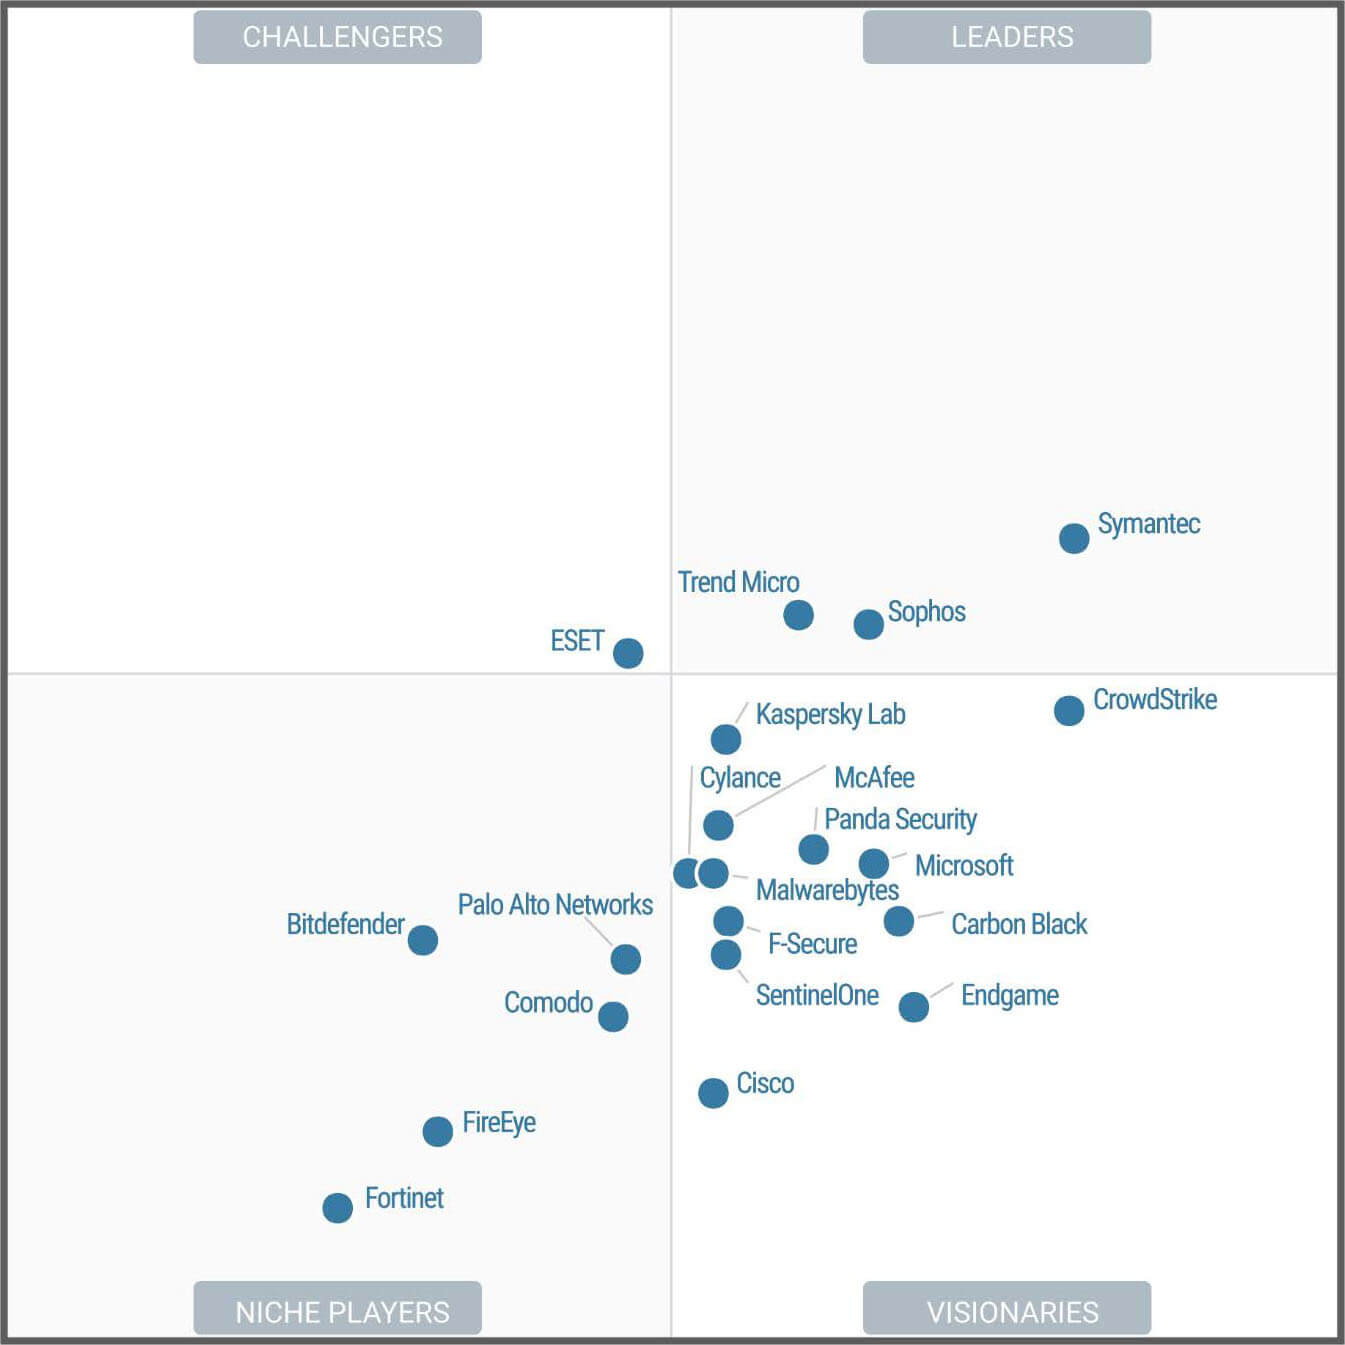 CHALLENGERS
LEADERS
Symantec
Trend Micro
Sophos
ESET
CrowdStrike
Kaspersky Lab
Cylance
McAfee
Panda Security
Microsoft
Malwarebytes
Palo Alto Networks
Bitdefender
Carbon Black
F-Secure
SentinelOne
Endgame
Comodo
Cisco
FireEye
Fortinet
NICHE PLAYERS
VISIONARIES